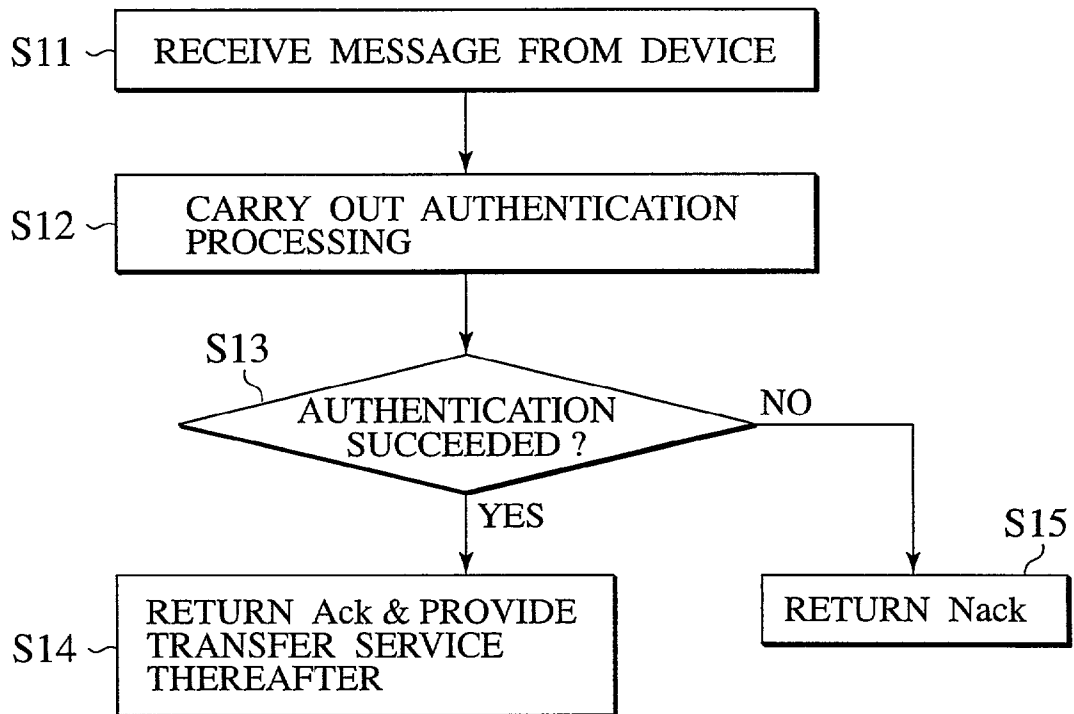 S11
RECEIVE MESSAGE FROM DEVICE
S12
CARRY OUT AUTHENTICATION
PROCESSING
S13
AUTHENTICATION
SUCCEEDED ?
NO
YES
S15
S14
RETURN Ack & PROVIDE
TRANSFER SERVICE
THEREAFTER
RETURN Nack